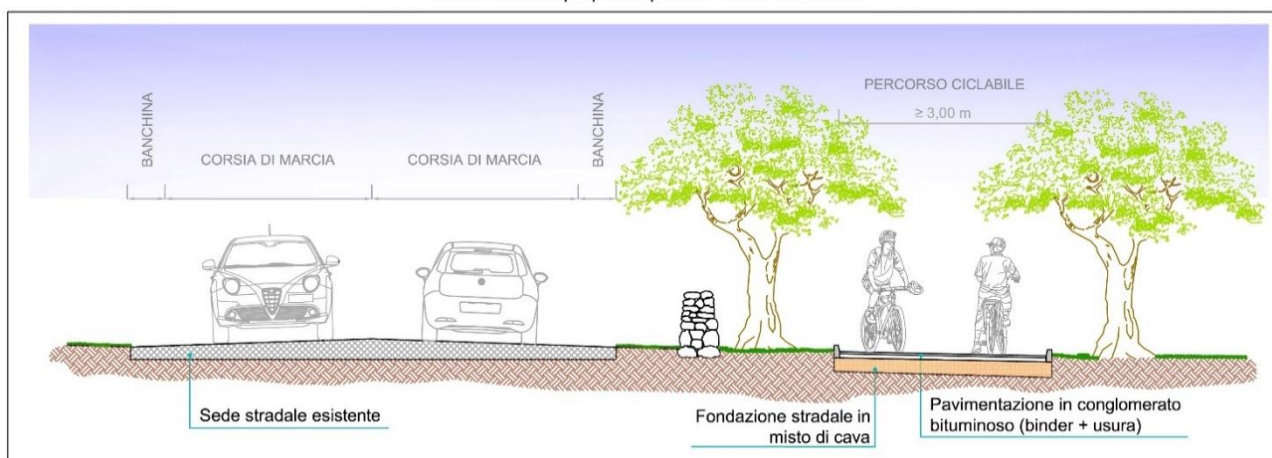 PERCORSO CICLABILE
≥ 3,00 m
BANCHINA
CORSIA DI MARCIA
CORSIA DI MARCIA
BANCHINA
Sede stradale esistente
Fondazione stradale in
misto di cava
Pavimentazione in conglomerato
bituminoso (binder + usura)